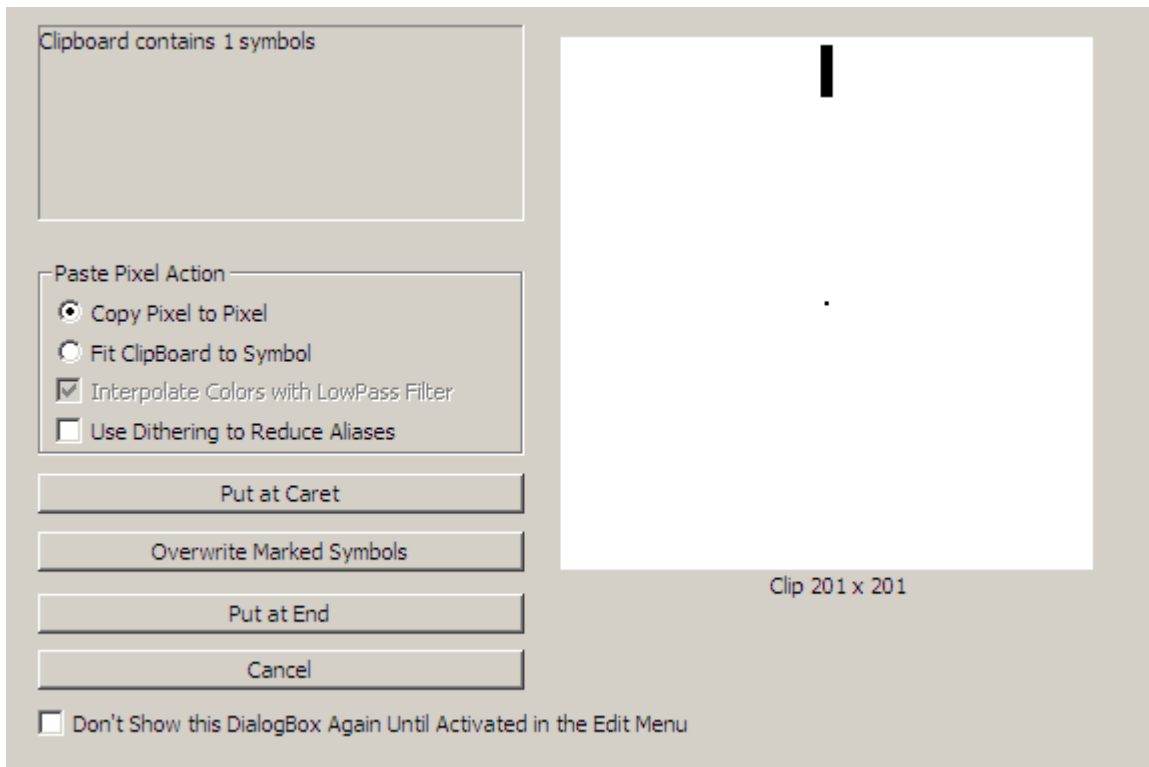 Clipboard contains 1 symbols
Paste Pixel Action
Copy Pixel to Pixel
Fit ClipBoard to Symbol
Interpolate Colors with LowPass Filter
Use Dithering to Reduce Aliases
Put at Caret
Overwrite Marked Symbols
Put at End
Cancel
Don't Show this DialogBox Again Until Activated in the Edit Menu
Clip 201 x 201